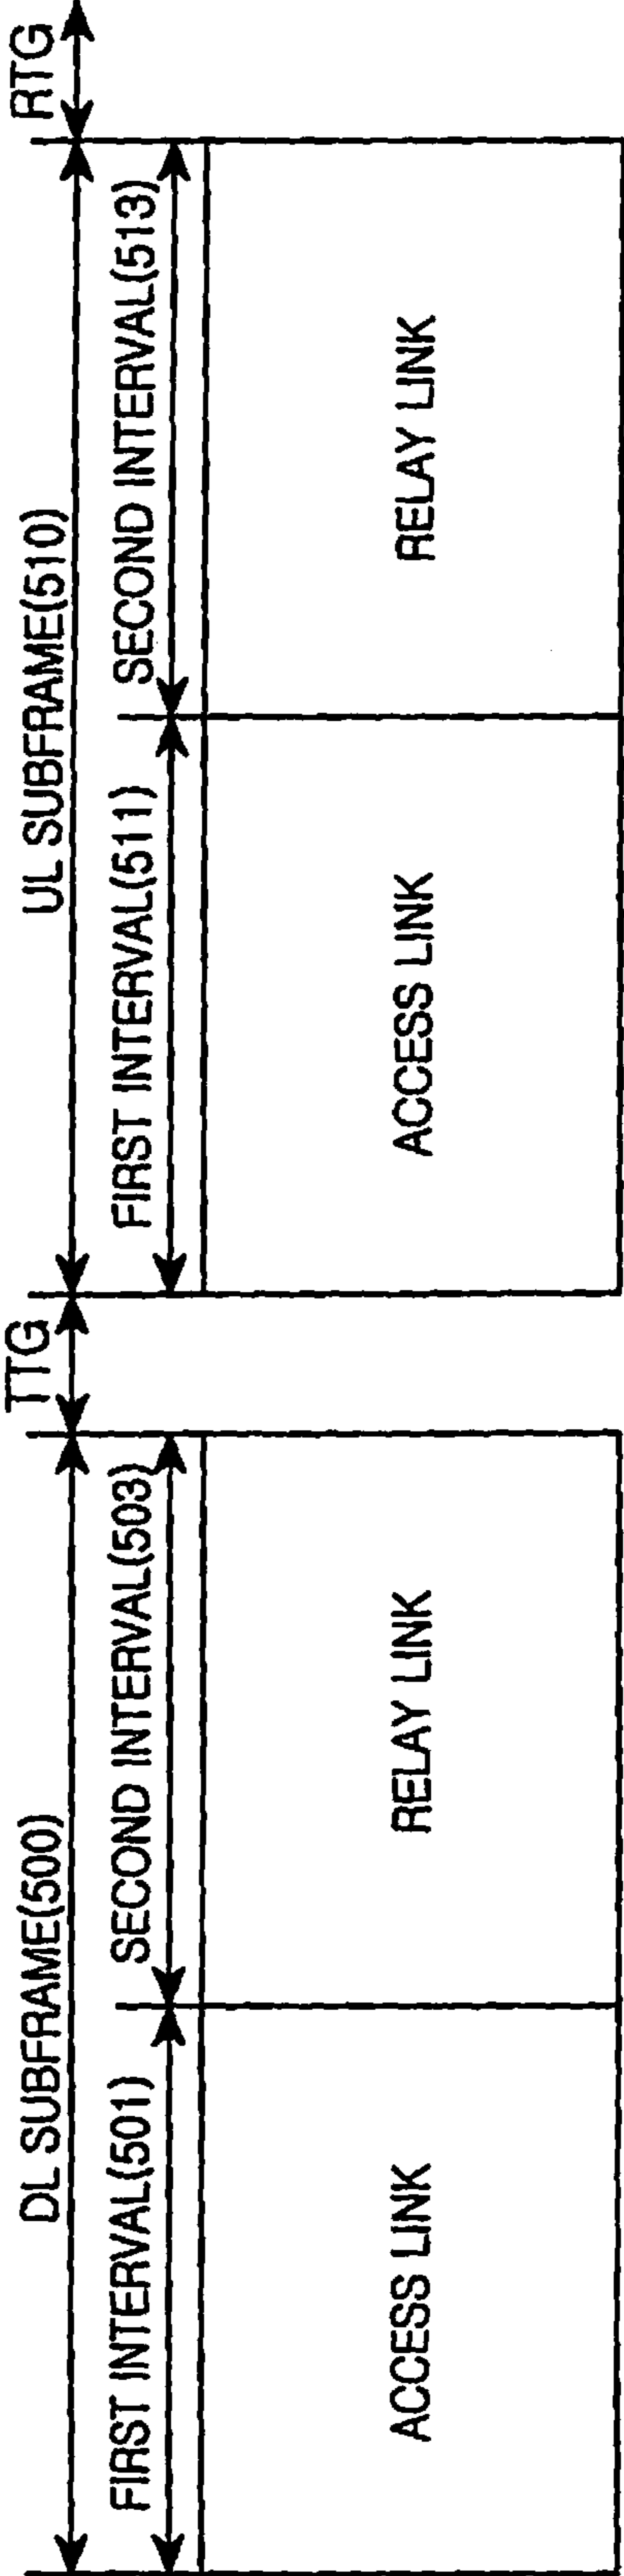 DL SUBFRAME(500)
TTG
UL SUBFRAME(510)
RTG
FIRST INTERVAL(501)
SECOND INTERVAL(503)
FIRST INTERVAL(511)
SECOND INTERVAL(513)
ACCESS LINK
RELAY LINK
ACCESS LINK
RELAY LINK